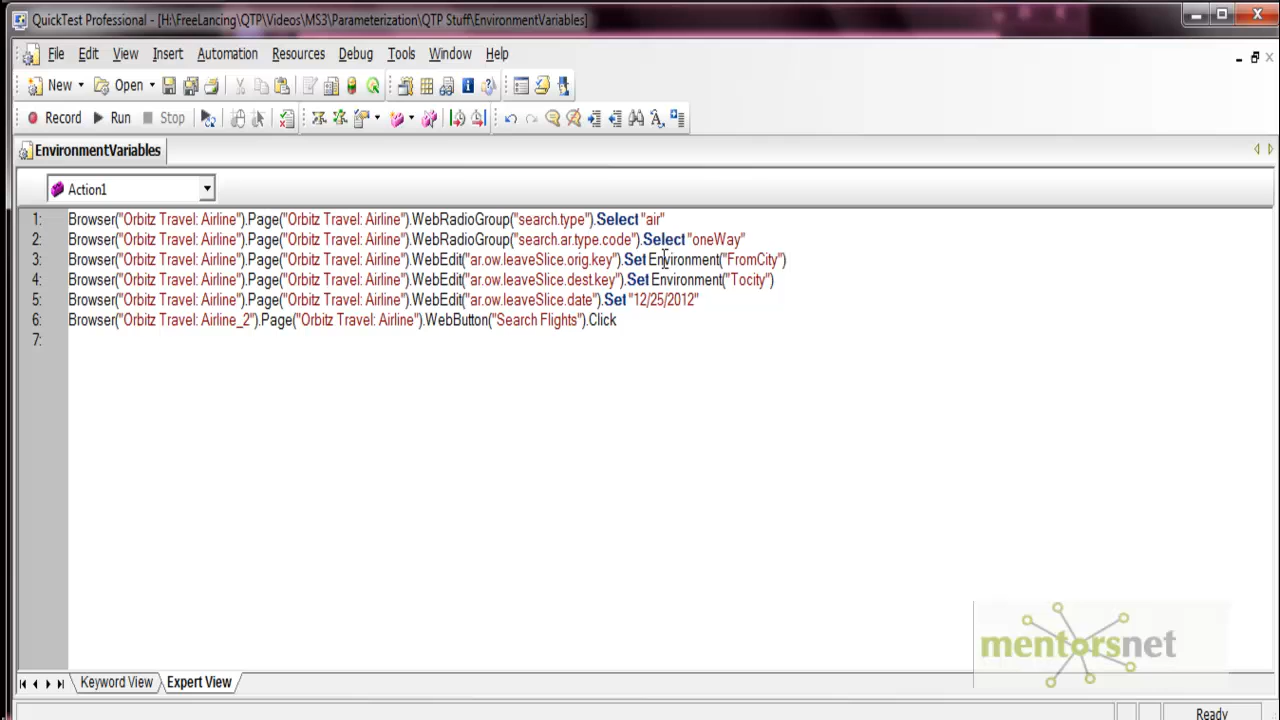 QuickTest Professional - [H:\FreeLancing\QTP\Videos\MS3\Parameterization\QTP Stuff\EnvironmentVariables]
File Edit View Insert Automation Resources Debug Tools Window Help
New Open
Record Run Stop
EnvironmentVariables
Action1
1: Browser("Orbitz Travel: Airline").Page("Orbitz Travel: Airline").WebRadioGroup("search.type").Select "air"
2: Browser("Orbitz Travel: Airline").Page("Orbitz Travel: Airline").WebRadioGroup("search.ar.type.code").Select "oneWay"
3: Browser("Orbitz Travel: Airline").Page("Orbitz Travel: Airline").WebEdit("ar.ow.leaveSlice.orig.key").Set Environment("FromCity")
4: Browser("Orbitz Travel: Airline").Page("Orbitz Travel: Airline").WebEdit("ar.ow.leaveSlice.dest.key").Set Environment("Tocity")
5: Browser("Orbitz Travel: Airline").Page("Orbitz Travel: Airline").WebEdit("ar.ow.leaveSlice.date").Set "12/25/2012"
6: Browser("Orbitz Travel: Airline_2").Page("Orbitz Travel: Airline").WebButton("Search Flights").Click
7:
mentorsnet
Keyword View Expert View
Ready